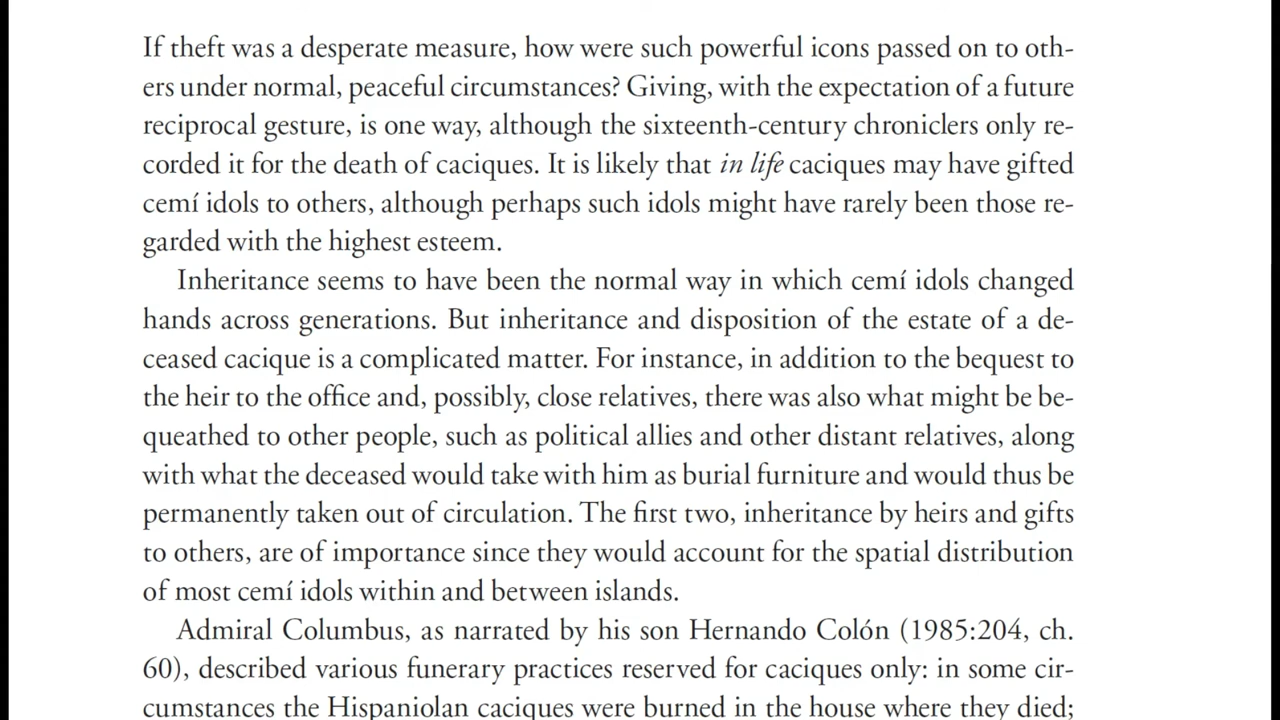 If theft was a desperate measure, how were such powerful icons passed on to oth-
ers under normal, peaceful circumstances? Giving, with the expectation of a future
reciprocal gesture, is one way, although the sixteenth-century chroniclers only re-
corded it for the death of caciques. It is likely that in life caciques may have gifted
cemí idols to others, although perhaps such idols might have rarely been those re-
garded with the highest esteem.
Inheritance seems to have been the normal way in which cemí idols changed
hands across generations. But inheritance and disposition of the estate of a de-
ceased cacique is a complicated matter. For instance, in addition to the bequest to
the heir to the office and, possibly, close relatives, there was also what might be be-
queathed to other people, such as political allies and other distant relatives, along
with what the deceased would take with him as burial furniture and would thus be
permanently taken out of circulation. The first two, inheritance by heirs and gifts
to others, are of importance since they would account for the spatial distribution
of most cemí idols within and between islands.
Admiral Columbus, as narrated by his son Hernando Colón (1985:204, ch.
60), described various funerary practices reserved for caciques only: in some cir-
cumstances the Hispaniolan caciques were burned in the house where they died;